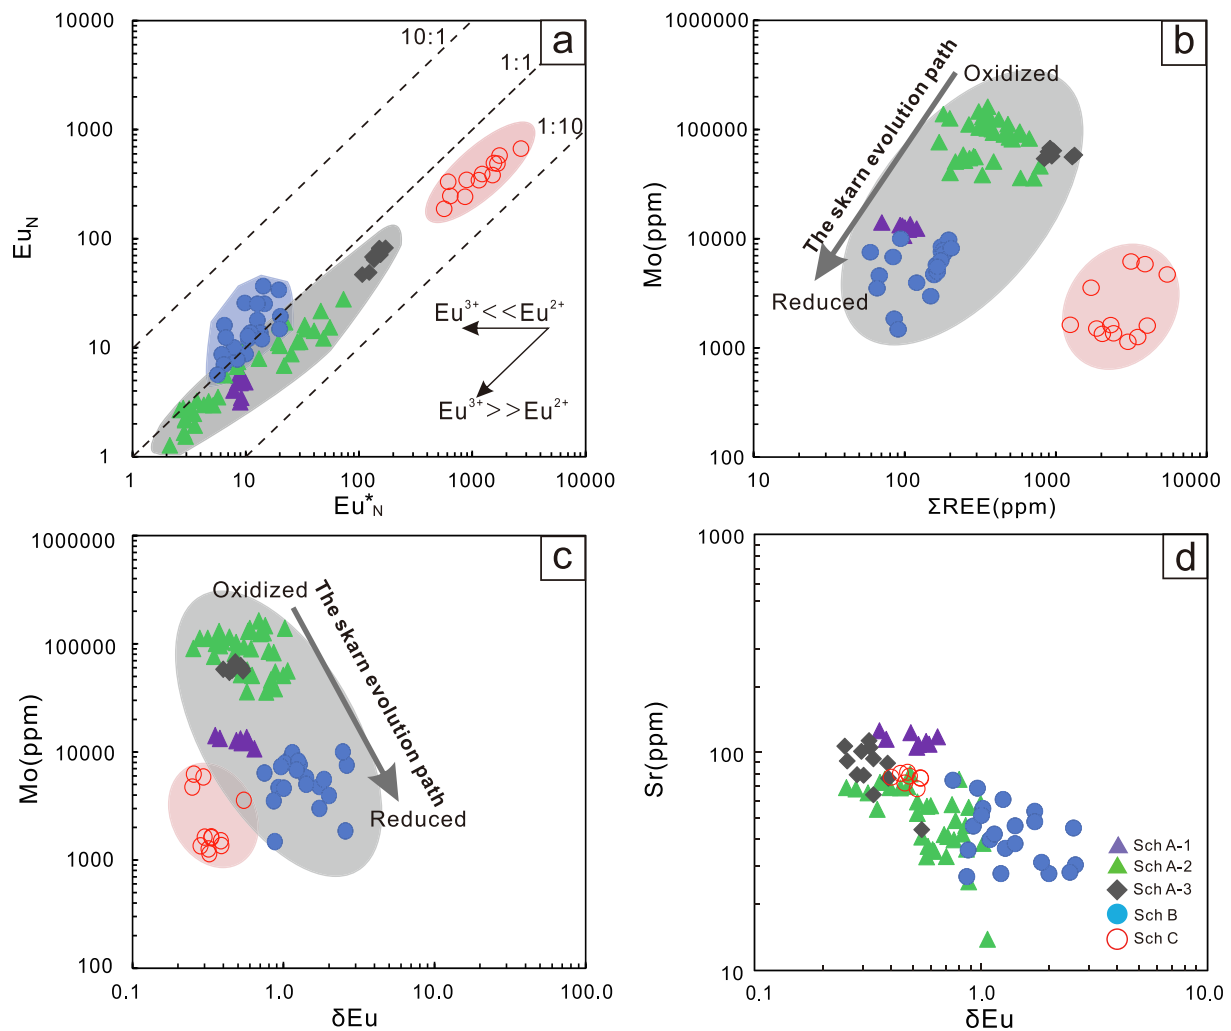 a
10000
1000
100
10
1
Eu_N
10:1
1:1
1:10
Eu³⁺<<Eu²⁺
Eu³⁺>>Eu²⁺
1
10
100
1000
10000
Eu*_N
b
1000000
100000
10000
1000
100
Mo(ppm)
Oxidized
The skarn evolution path
Reduced
10
100
1000
10000
ΣREE(ppm)
c
1000000
100000
10000
1000
100
Mo(ppm)
Oxidized
The skarn evolution path
Reduced
0.1
1.0
10.0
100.0
δEu
d
1000
100
10
Sr(ppm)
Sch A-1
Sch A-2
Sch A-3
Sch B
Sch C
0.1
1.0
10.0
δEu